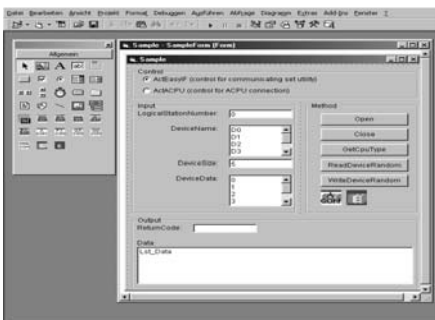 Datei Bearbeiten Ansicht Projekt Format Debuggen Ausführen Abfrage Diagramm Extras Add-Ins Fenster ?
Sample - SampleForm (Form)
Allgemein
Sample
Control
ActEasyIF (control for communicating set utility)
ActACPU (control for ACPU connection)
Input
LogicalStationNumber: 0
DeviceName: D0
D1
D2
D3
DeviceSize: 5
DeviceData: 0
1
2
3
Method
Open
Close
GetCpuType
ReadDeviceRandom
WriteDeviceRandom
Output
ReturnCode:
Data:
Lst_Data